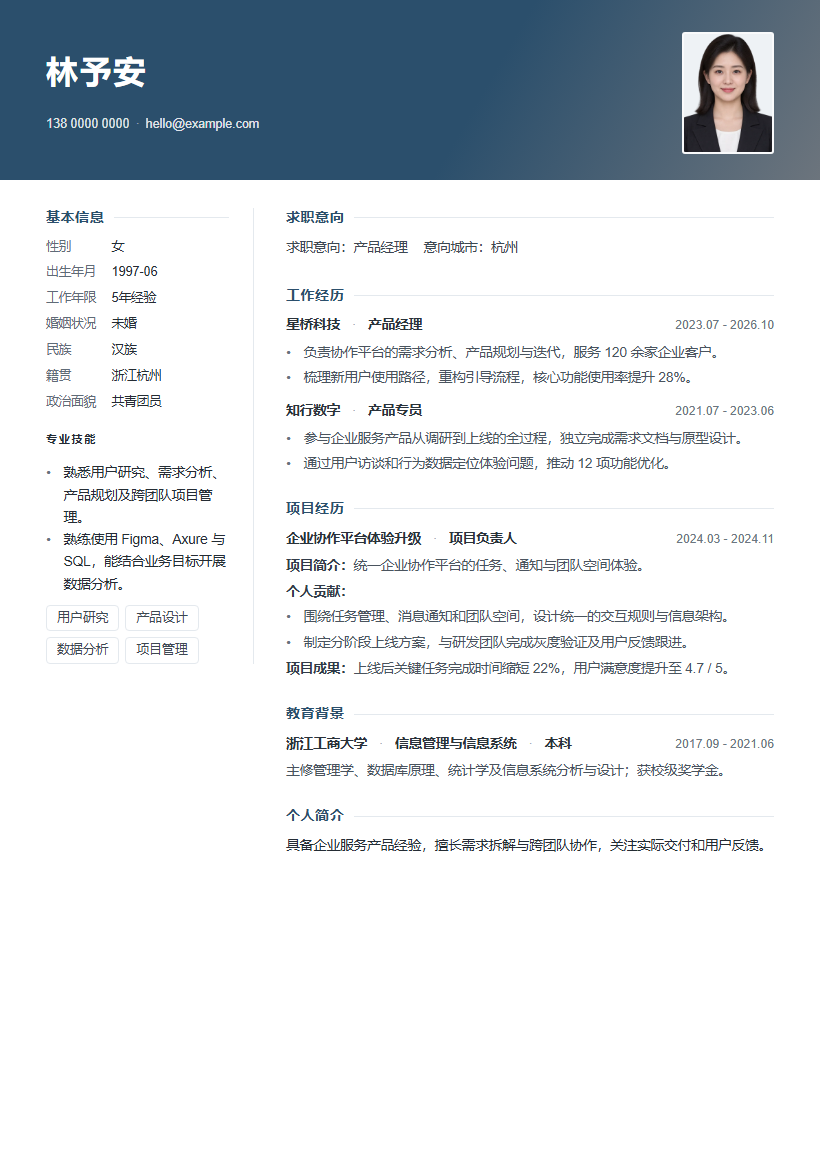 林予安
138 0000 0000 · hello@example.com
基本信息
性别 女
出生年月 1997-06
工作年限 5年经验
婚姻状况 未婚
民族 汉族
籍贯 浙江杭州
政治面貌 共青团员
专业技能
• 熟悉用户研究、需求分析、
产品规划及跨团队项目管
理。
• 熟练使用 Figma、Axure 与
SQL，能结合业务目标开展
数据分析。
用户研究 产品设计
数据分析 项目管理
求职意向
求职意向：产品经理 意向城市：杭州
工作经历
星桥科技 · 产品经理 2023.07 - 2026.10
• 负责协作平台的需求分析、产品规划与迭代，服务 120 余家企业客户。
• 梳理新用户使用路径，重构引导流程，核心功能使用率提升 28%。
知行数字 · 产品专员 2021.07 - 2023.06
• 参与企业服务产品从调研到上线的全过程，独立完成需求文档与原型设计。
• 通过用户访谈和行为数据定位体验问题，推动 12 项功能优化。
项目经历
企业协作平台体验升级 · 项目负责人 2024.03 - 2024.11
项目简介：统一企业协作平台的任务、通知与团队空间体验。
个人贡献：
• 围绕任务管理、消息通知和团队空间，设计统一的交互规则与信息架构。
• 制定分阶段上线方案，与研发团队完成灰度验证及用户反馈跟进。
项目成果：上线后关键任务完成时间缩短 22%，用户满意度提升至 4.7 / 5。
教育背景
浙江工商大学 · 信息管理与信息系统 · 本科 2017.09 - 2021.06
主修管理学、数据库原理、统计学及信息系统分析与设计；获校级奖学金。
个人简介
具备企业服务产品经验，擅长需求拆解与跨团队协作，关注实际交付和用户反馈。